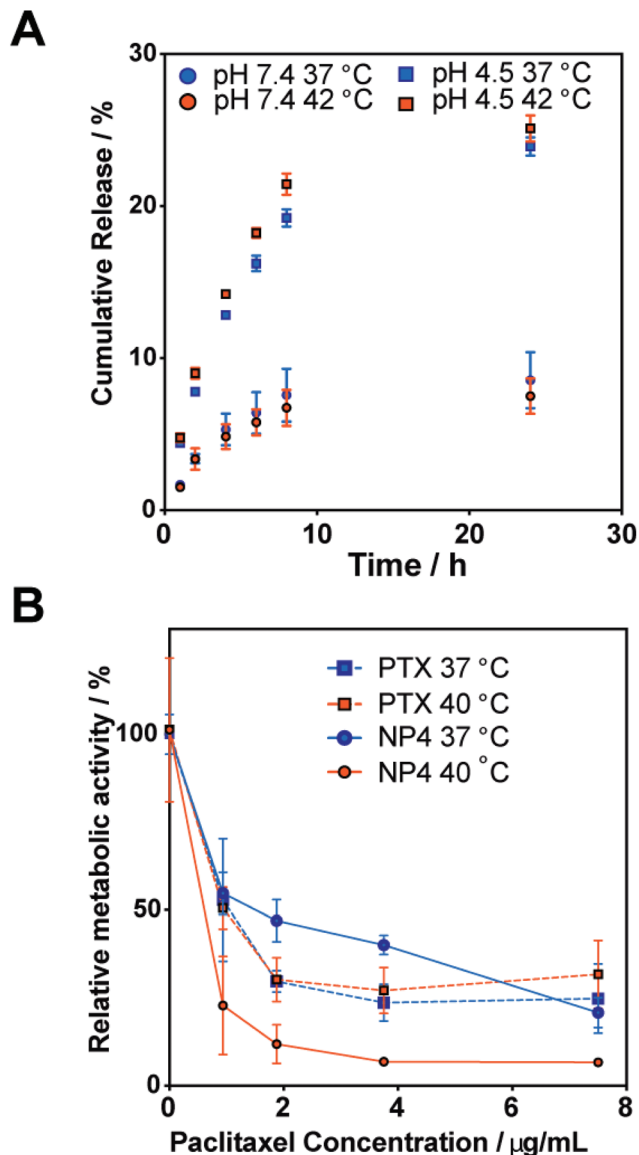 A
Cumulative Release / %
30
20
10
0
pH 7.4 37 °C
pH 4.5 37 °C
pH 7.4 42 °C
pH 4.5 42 °C
0
10
20
30
Time / h
B
Relative metabolic activity / %
100
50
0
PTX 37 °C
PTX 40 °C
NP4 37 °C
NP4 40 °C
0
2
4
6
8
Paclitaxel Concentration / μg/mL